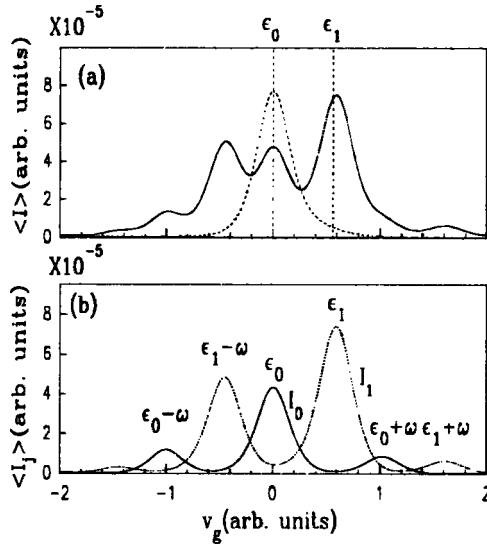 X10⁻⁵
ϵ₀ ϵ₁
(a)
<I>(arb. units)
8
6
4
2
0
X10⁻⁵
(b)
<Iⱼ>(arb. units)
8
6
4
2
0
ϵ₁
ϵ₁−ω
ϵ₀
I₁
ϵ₀−ω
I₀
ϵ₀+ω ϵ₁+ω
−2 −1 0 1 2
v_g(arb. units)